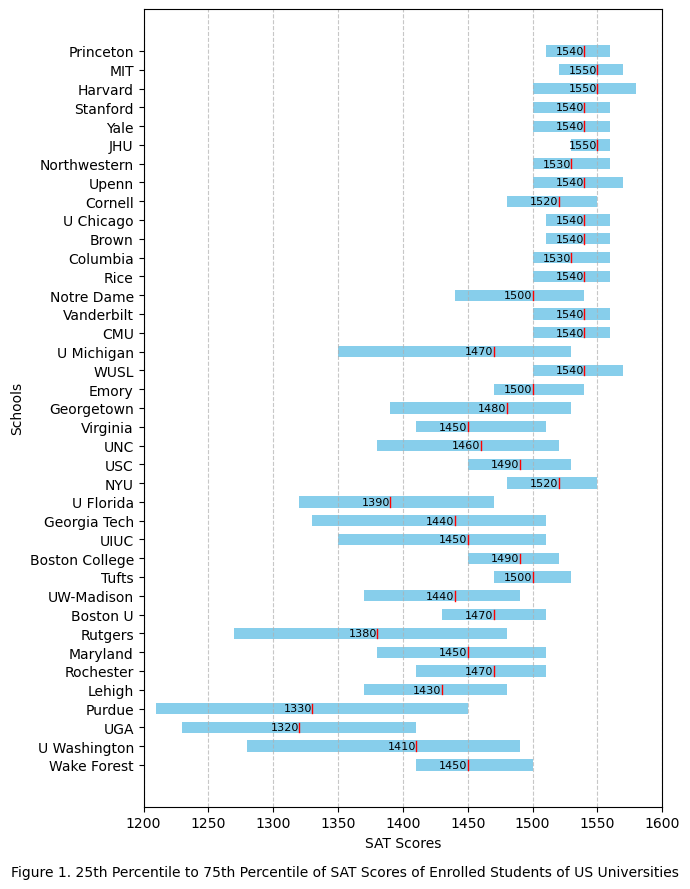 Princeton 1540
MIT 1550
Harvard 1550
Stanford 1540
Yale 1540
JHU 1550
Northwestern 1530
Upenn 1540
Cornell 1520
U Chicago 1540
Brown 1540
Columbia 1530
Rice 1540
Notre Dame 1500
Vanderbilt 1540
CMU 1540
U Michigan 1470
WUSL 1540
Emory 1500
Georgetown 1480
Virginia 1450
UNC 1460
USC 1490
NYU 1520
U Florida 1390
Georgia Tech 1440
UIUC 1450
Boston College 1490
Tufts 1500
UW-Madison 1440
Boston U 1470
Rutgers 1380
Maryland 1450
Rochester 1470
Lehigh 1430
Purdue 1330
UGA 1320
U Washington 1410
Wake Forest 1450
Schools
1200 1250 1300 1350 1400 1450 1500 1550 1600
SAT Scores
Figure 1. 25th Percentile to 75th Percentile of SAT Scores of Enrolled Students of US Universities